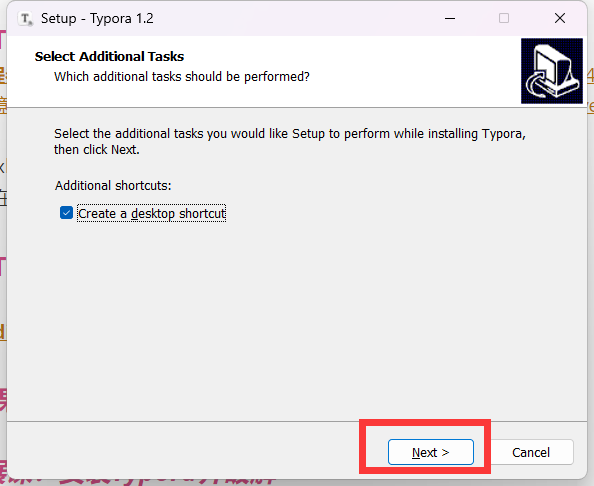 Setup - Typora 1.2
Select Additional Tasks
Which additional tasks should be performed?
Select the additional tasks you would like Setup to perform while installing Typora,
then click Next.
Additional shortcuts:
Create a desktop shortcut
Next >
Cancel